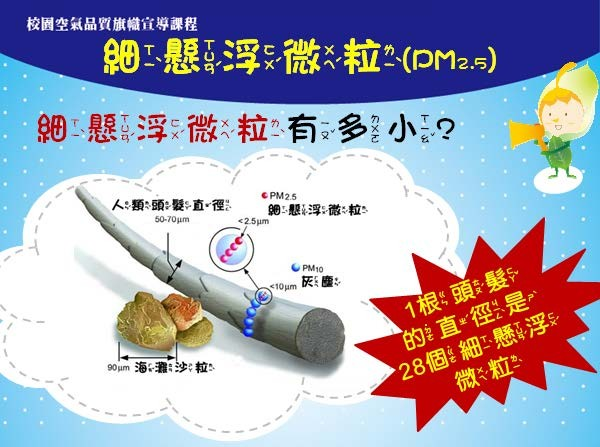 校園空氣品質旗幟宣導課程
細懸浮微粒(PM2.5)
細懸浮微粒有多小?
人類頭髮直徑
50-70μm
PM2.5
細懸浮微粒
<2.5μm
PM10
灰塵
<10μm
90μm 海灘沙粒
1根頭髮
的直徑是
28個細懸浮
微粒